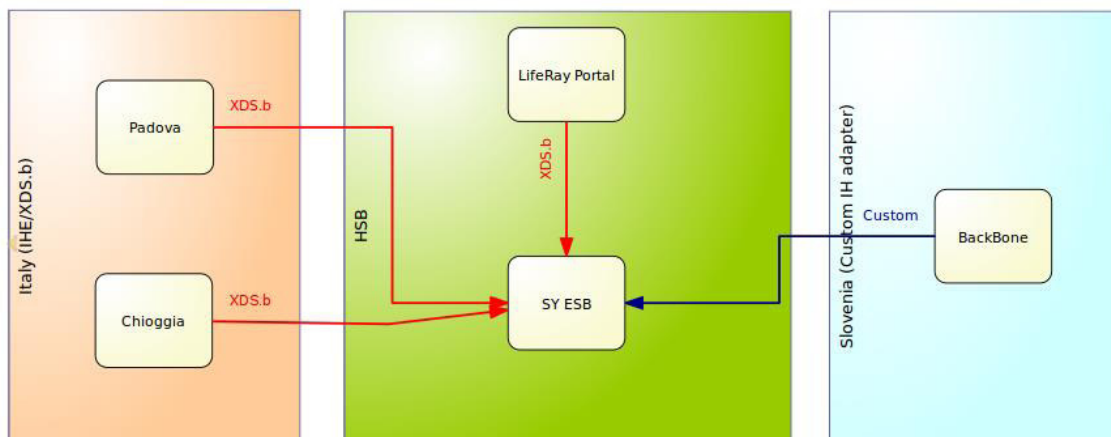 Italy (IHE/XDS.b)
Padova
XDS.b
Chioggia
XDS.b
HSB
LifeRay Portal
XDS.b
SY ESB
Slovenia (Custom IH adapter)
Custom
BackBone